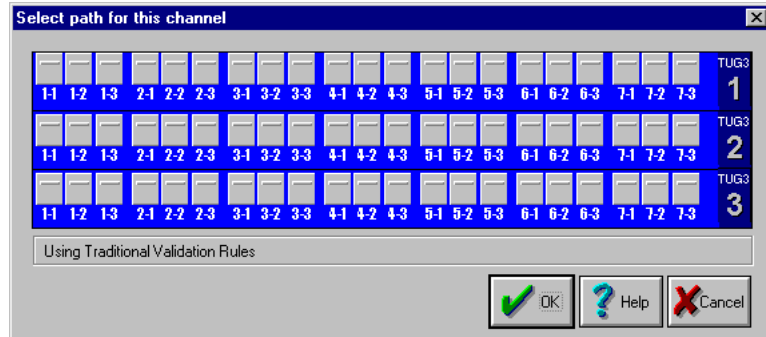 Select path for this channel
TUG3
1-1 1-2 1-3 2-1 2-2 2-3 3-1 3-2 3-3 4-1 4-2 4-3 5-1 5-2 5-3 6-1 6-2 6-3 7-1 7-2 7-3 1
TUG3
1-1 1-2 1-3 2-1 2-2 2-3 3-1 3-2 3-3 4-1 4-2 4-3 5-1 5-2 5-3 6-1 6-2 6-3 7-1 7-2 7-3 2
TUG3
1-1 1-2 1-3 2-1 2-2 2-3 3-1 3-2 3-3 4-1 4-2 4-3 5-1 5-2 5-3 6-1 6-2 6-3 7-1 7-2 7-3 3
Using Traditional Validation Rules
OK Help Cancel